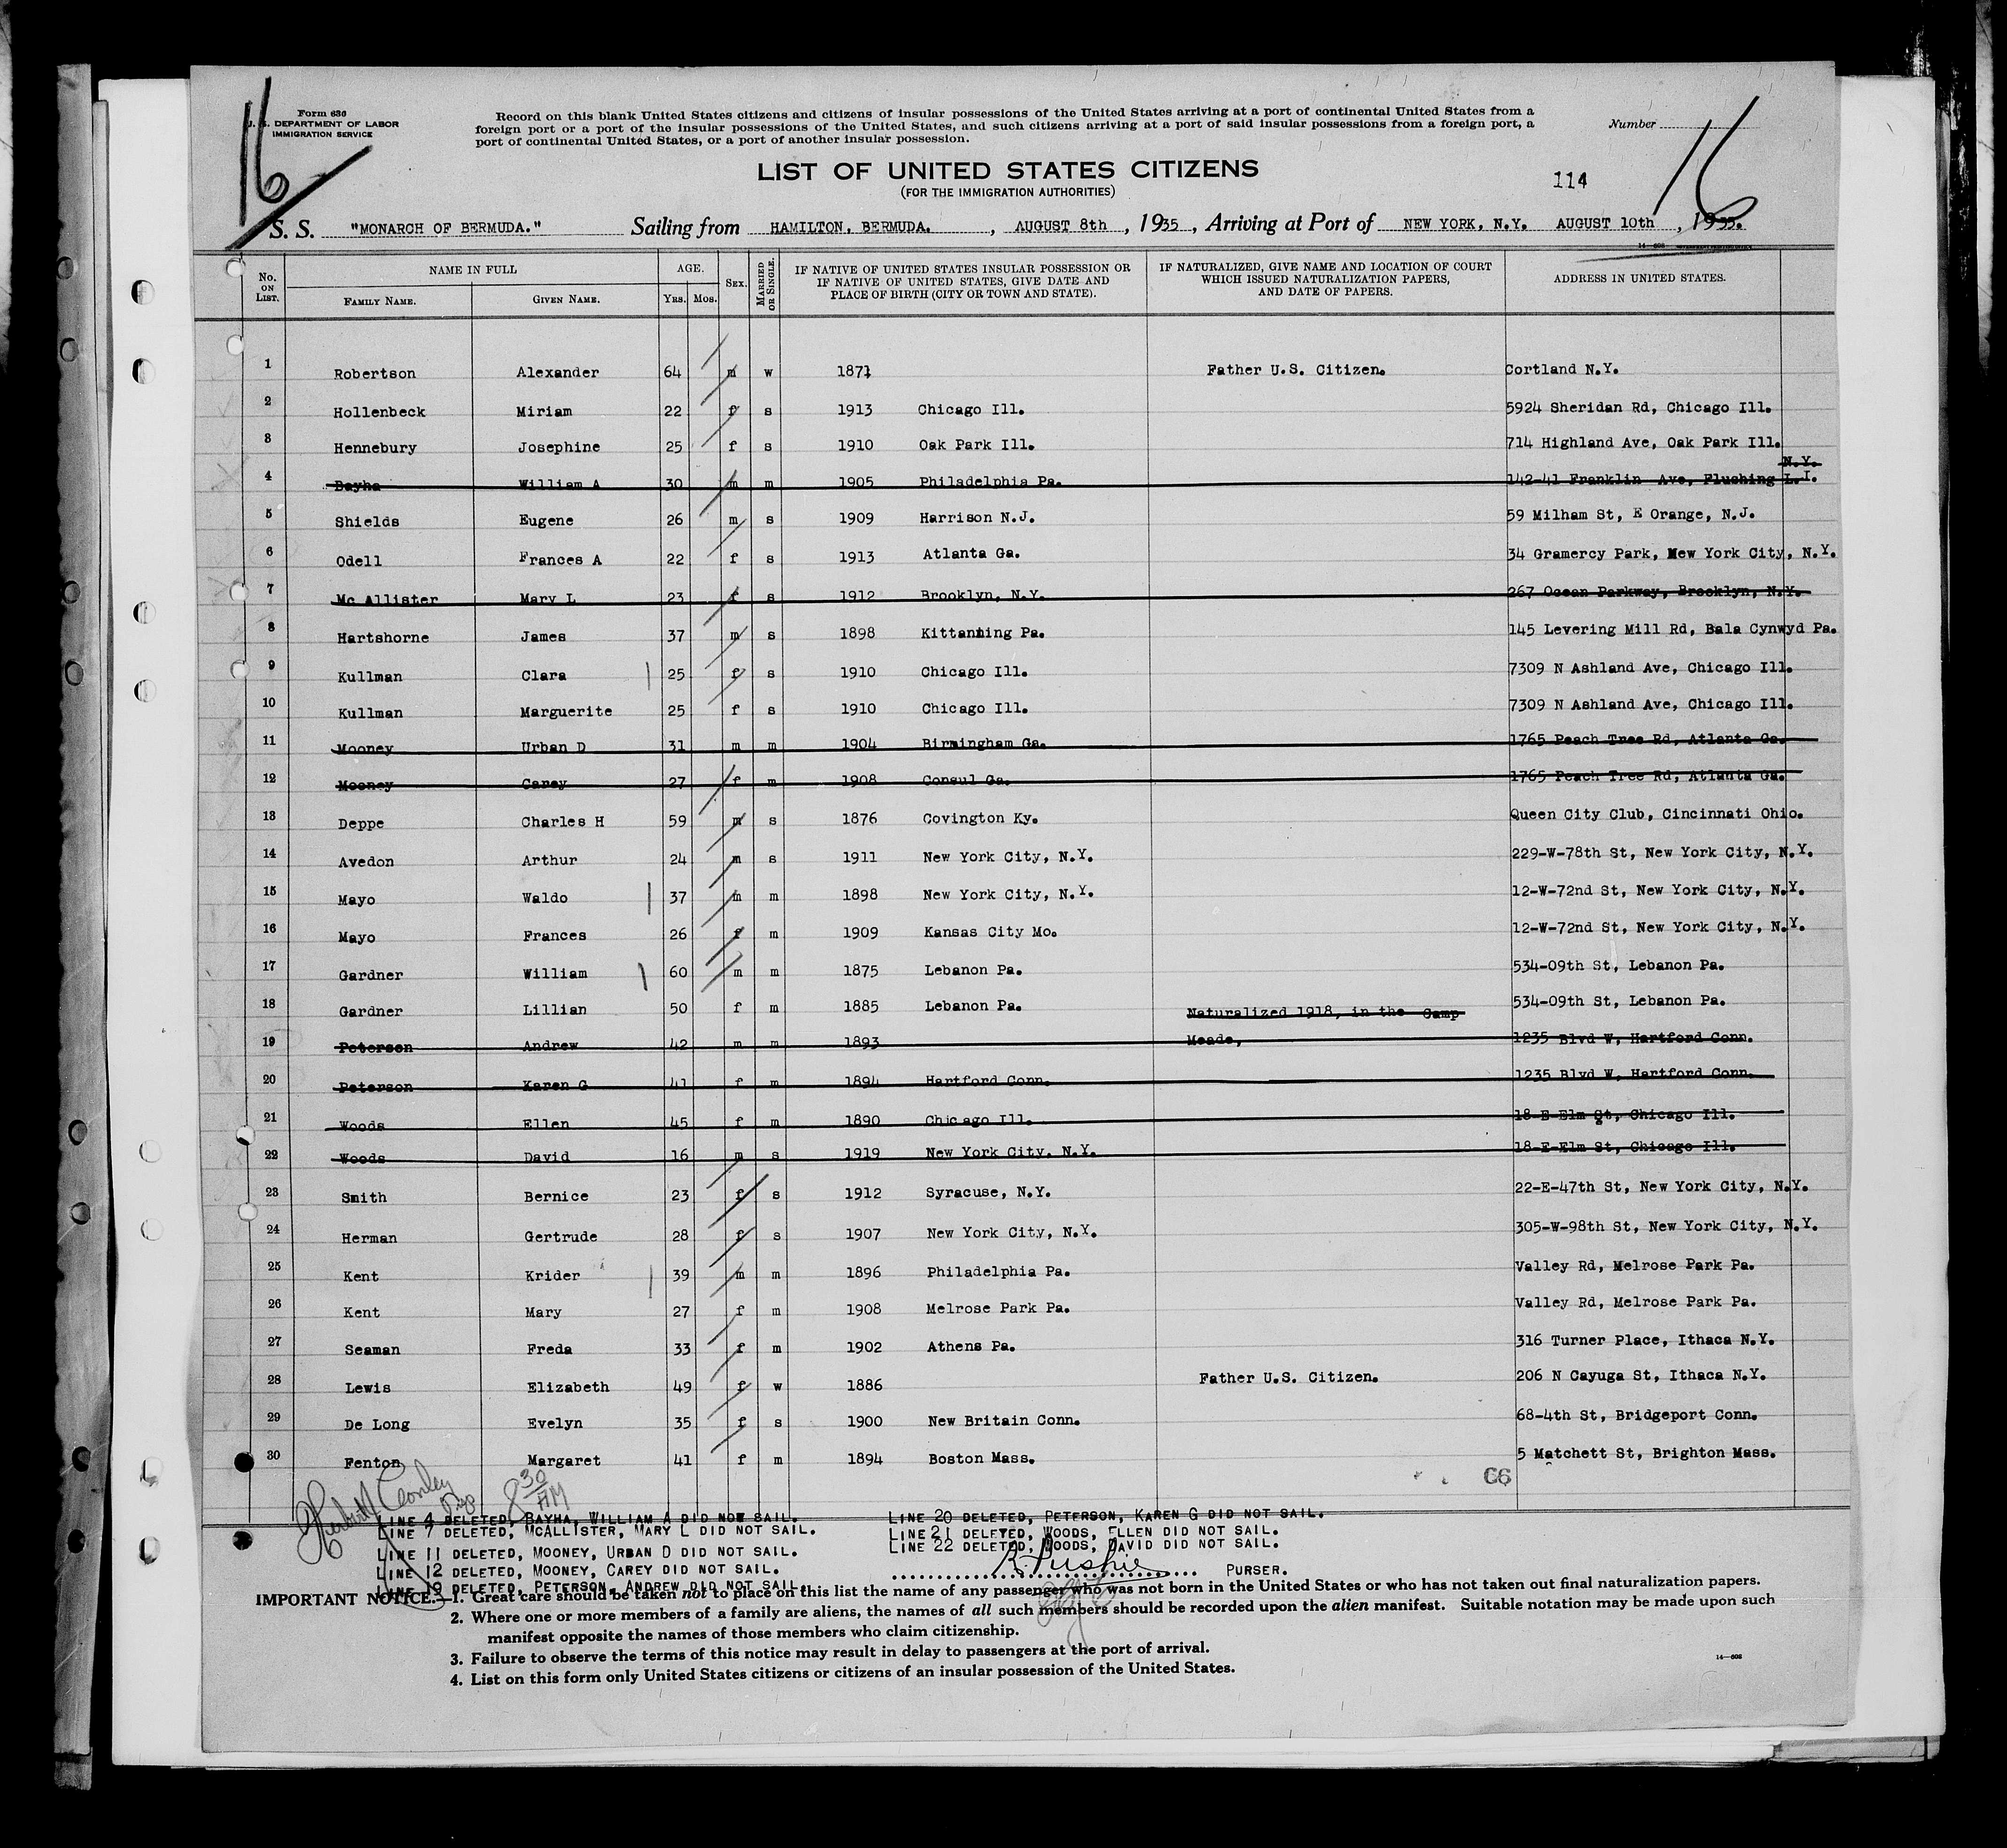 16
Form 630
U. S. DEPARTMENT OF LABOR
IMMIGRATION SERVICE
Record on this blank United States citizens and citizens of insular possessions of the United States arriving at a port of continental United States from a
foreign port or a port of the insular possessions of the United States, and such citizens arriving at a port of said insular possessions from a foreign port, a
port of continental United States, or a port of another insular possession.
Number
16
LIST OF UNITED STATES CITIZENS
(FOR THE IMMIGRATION AUTHORITIES)
114
S. S. "MONARCH OF BERMUDA." Sailing from HAMILTON, BERMUDA. , AUGUST 8th , 1935 , Arriving at Port of NEW YORK, N.Y. AUGUST 10th , 1935.
No. ON LIST. NAME IN FULL FAMILY NAME. GIVEN NAME. AGE. YRS. MOS. SEX. MARRIED OR SINGLE. IF NATIVE OF UNITED STATES INSULAR POSSESSION OR IF NATIVE OF UNITED STATES, GIVE DATE AND PLACE OF BIRTH (CITY OR TOWN AND STATE). IF NATURALIZED, GIVE NAME AND LOCATION OF COURT WHICH ISSUED NATURALIZATION PAPERS, AND DATE OF PAPERS. ADDRESS IN UNITED STATES.
1 Robertson Alexander 64 m w 1871 Father U.S. Citizen. Cortland N.Y.
2 Hollenbeck Miriam 22 f s 1913 Chicago Ill. 5924 Sheridan Rd, Chicago Ill.
3 Hennebury Josephine 25 f s 1910 Oak Park Ill. 714 Highland Ave, Oak Park Ill.
4 Bayha William A 30 m m 1905 Philadelphia Pa. 142-41 Franklin Ave, Flushing L.I. N.Y.
5 Shields Eugene 26 m s 1909 Harrison N.J. 59 Milham St, E Orange, N.J.
6 Odell Frances A 22 f s 1913 Atlanta Ga. 34 Gramercy Park, New York City, N.Y.
7 Mc Allister Mary L 23 f s 1912 Brooklyn, N.Y. 267 Ocean Parkway, Brooklyn, N.Y.
8 Hartshorne James 37 m s 1898 Kittanning Pa. 145 Levering Mill Rd, Bala Cynwyd Pa.
9 Kullman Clara 25 f s 1910 Chicago Ill. 7309 N Ashland Ave, Chicago Ill.
10 Kullman Marguerite 25 f s 1910 Chicago Ill. 7309 N Ashland Ave, Chicago Ill.
11 Mooney Urban D 31 m m 1904 Birmingham Ga. 1765 Peach Tree Rd, Atlanta Ga.
12 Mooney Carey 27 f m 1908 Consul Ga. 1765 Peach Tree Rd, Atlanta Ga.
13 Deppe Charles H 59 m s 1876 Covington Ky. Queen City Club, Cincinnati Ohio.
14 Avedon Arthur 24 m s 1911 New York City, N.Y. 229-W-78th St, New York City, N.Y.
15 Mayo Waldo 37 m m 1898 New York City, N.Y. 12-W-72nd St, New York City, N.Y.
16 Mayo Frances 26 f m 1909 Kansas City Mo. 12-W-72nd St, New York City, N.Y.
17 Gardner William 60 m m 1875 Lebanon Pa. 534-09th St, Lebanon Pa.
18 Gardner Lillian 50 f m 1885 Lebanon Pa. 534-09th St, Lebanon Pa.
19 Peterson Andrew 42 m m 1893 Naturalized 1918, in the Camp Meade, 1235 Blvd W, Hartford Conn.
20 Peterson Karen G 41 f m 1894 Hartford Conn. 1235 Blvd W, Hartford Conn.
21 Woods Ellen 45 f m 1890 Chicago Ill. 18-E-Elm St, Chicago Ill.
22 Woods David 16 m s 1919 New York City, N.Y. 18-E-Elm St, Chicago Ill.
23 Smith Bernice 23 f s 1912 Syracuse, N.Y. 22-E-47th St, New York City, N.Y.
24 Herman Gertrude 28 f s 1907 New York City, N.Y. 305-W-98th St, New York City, N.Y.
25 Kent Krider 39 m m 1896 Philadelphia Pa. Valley Rd, Melrose Park Pa.
26 Kent Mary 27 f m 1908 Melrose Park Pa. Valley Rd, Melrose Park Pa.
27 Seaman Freda 33 f m 1902 Athens Pa. 316 Turner Place, Ithaca N.Y.
28 Lewis Elizabeth 49 f w 1886 Father U.S. Citizen. 206 N Cayuga St, Ithaca N.Y.
29 De Long Evelyn 35 f s 1900 New Britain Conn. 68-4th St, Bridgeport Conn.
30 Fenton Margaret 41 f m 1894 Boston Mass. 5 Matchett St, Brighton Mass.
8 30 AM
66
LINE 4 DELETED, BAYHA, WILLIAM A DID NOT SAIL.
LINE 7 DELETED, MCALLISTER, MARY L DID NOT SAIL.
LINE 11 DELETED, MOONEY, URBAN D DID NOT SAIL.
LINE 12 DELETED, MOONEY, CAREY DID NOT SAIL.
LINE 19 DELETED, PETERSON, ANDREW DID NOT SAIL.
LINE 20 DELETED, PETERSON, KAREN G DID NOT SAIL.
LINE 21 DELETED, WOODS, ELLEN DID NOT SAIL.
LINE 22 DELETED, WOODS, DAVID DID NOT SAIL.
PURSER.
IMPORTANT NOTICE.—1. Great care should be taken not to place on this list the name of any passenger who was not born in the United States or who has not taken out final naturalization papers.
2. Where one or more members of a family are aliens, the names of all such members should be recorded upon the alien manifest. Suitable notation may be made upon such
manifest opposite the names of those members who claim citizenship.
3. Failure to observe the terms of this notice may result in delay to passengers at the port of arrival.
4. List on this form only United States citizens or citizens of an insular possession of the United States.
14—608